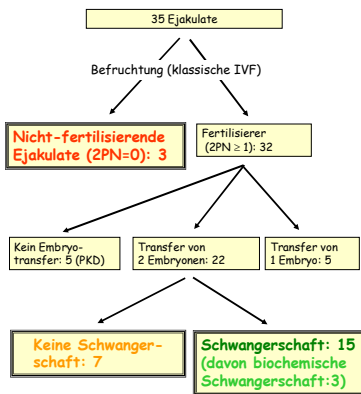 35 Ejakulate
Befruchtung (klassische IVF)
Nicht-fertilisierende
Ejakulate (2PN=0): 3
Fertilisierer
(2PN ≥ 1): 32
Kein Embryo-
transfer: 5 (PKD)
Transfer von
2 Embryonen: 22
Transfer von
1 Embryo: 5
Keine Schwanger-
schaft: 7
Schwangerschaft: 15
(davon biochemische
Schwangerschaft:3)